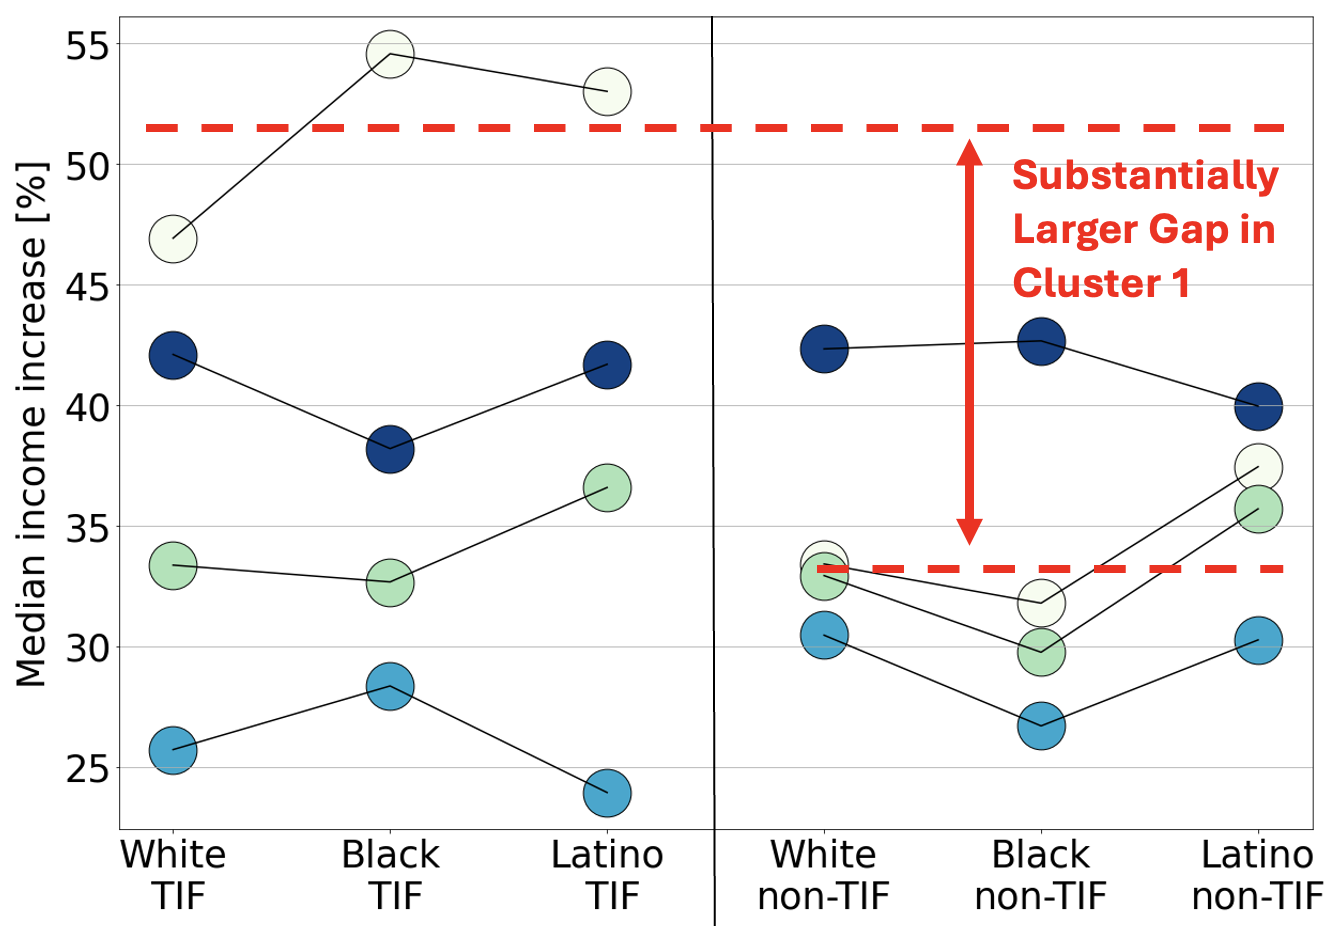 Median income increase [%]
55
50
45
40
35
30
25
Substantially
Larger Gap in
Cluster 1
White
TIF
Black
TIF
Latino
TIF
White
non-TIF
Black
non-TIF
Latino
non-TIF